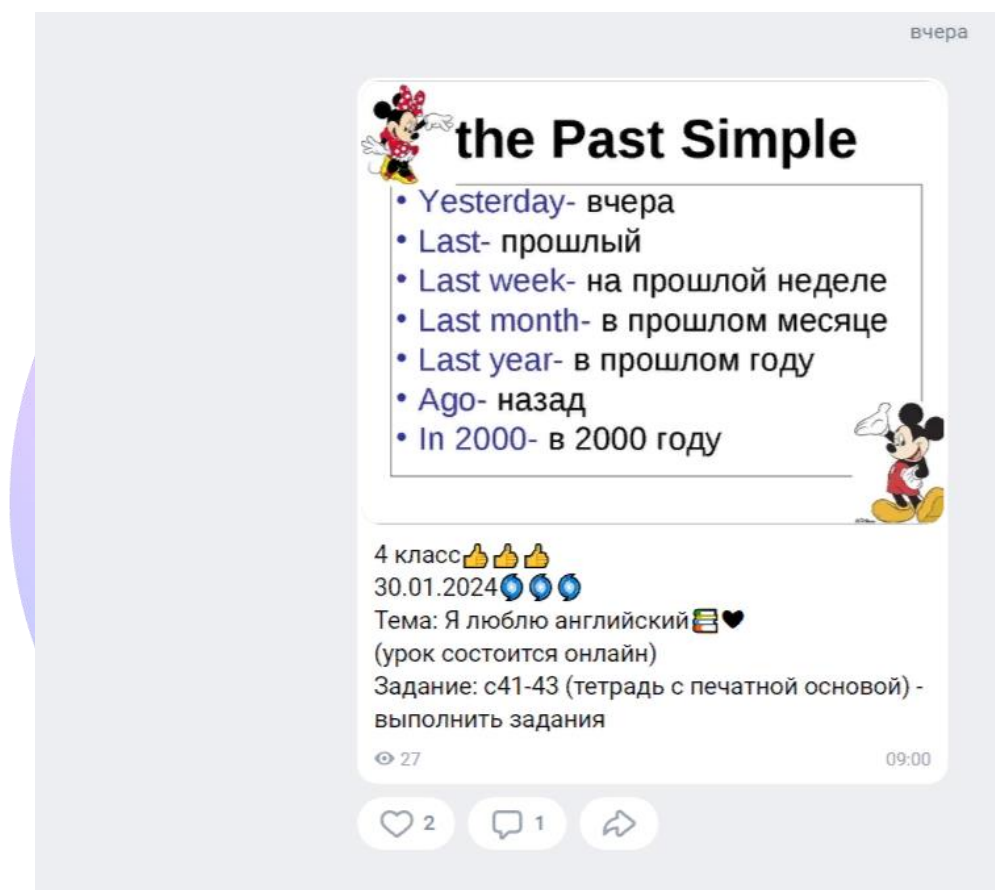 вчера
the Past Simple
• Yesterday- вчера
• Last- прошлый
• Last week- на прошлой неделе
• Last month- в прошлом месяце
• Last year- в прошлом году
• Ago- назад
• In 2000- в 2000 году
4 класс👍👍👍
30.01.2024🌀🌀🌀
Тема: Я люблю английский📚🖤
(урок состоится онлайн)
Задание: с41-43 (тетрадь с печатной основой) -
выполнить задания
27 09:00
2 1